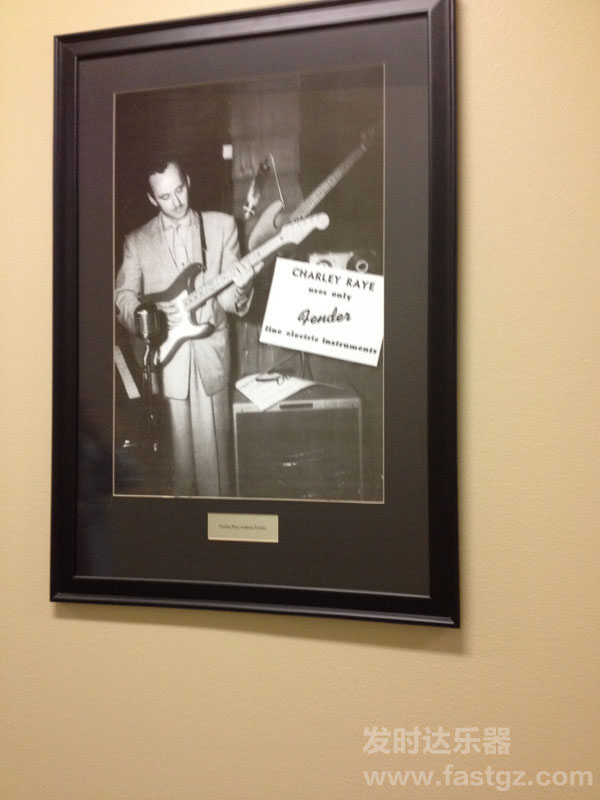 CHARLEY RAYE
uses only
Fender
fine electric instruments
发时达乐器
www.fastgz.com